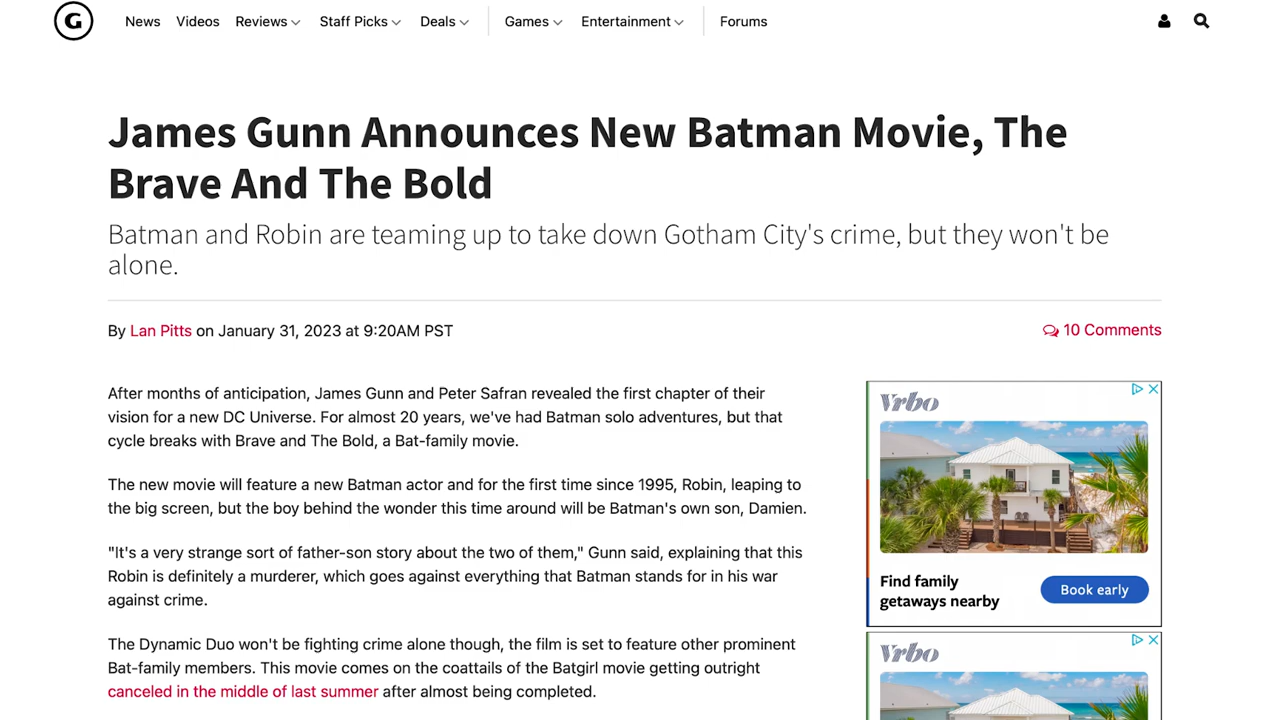 G
News Videos Reviews Staff Picks Deals Games Entertainment Forums
James Gunn Announces New Batman Movie, The
Brave And The Bold
Batman and Robin are teaming up to take down Gotham City's crime, but they won't be
alone.
By Lan Pitts on January 31, 2023 at 9:20AM PST
10 Comments
After months of anticipation, James Gunn and Peter Safran revealed the first chapter of their
vision for a new DC Universe. For almost 20 years, we've had Batman solo adventures, but that
cycle breaks with Brave and The Bold, a Bat-family movie.
The new movie will feature a new Batman actor and for the first time since 1995, Robin, leaping to
the big screen, but the boy behind the wonder this time around will be Batman's own son, Damien.
"It's a very strange sort of father-son story about the two of them," Gunn said, explaining that this
Robin is definitely a murderer, which goes against everything that Batman stands for in his war
against crime.
The Dynamic Duo won't be fighting crime alone though, the film is set to feature other prominent
Bat-family members. This movie comes on the coattails of the Batgirl movie getting outright
canceled in the middle of last summer after almost being completed.
Vrbo
Find family
getaways nearby
Book early
Vrbo